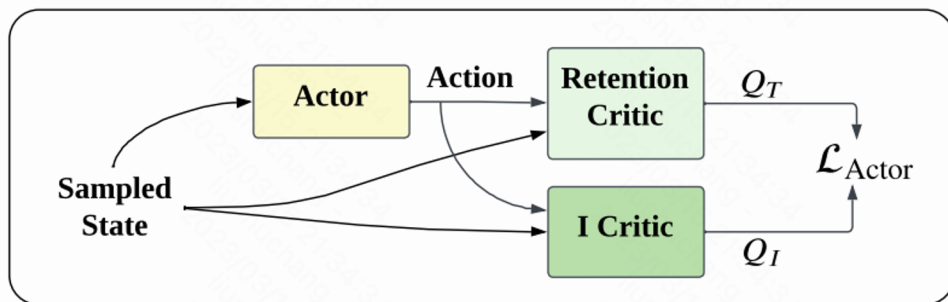 Actor
Action
Retention
Critic
Q_T
Sampled
State
I Critic
Q_I
ℒ_Actor